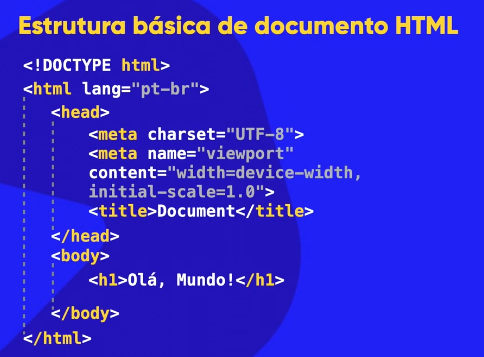 Estrutura básica de documento HTML
<!DOCTYPE html>
<html lang="pt-br">
<head>
<meta charset="UTF-8">
<meta name="viewport"
content="width=device-width,
initial-scale=1.0">
<title>Document</title>
</head>
<body>
<h1>Olá, Mundo!</h1>
</body>
</html>